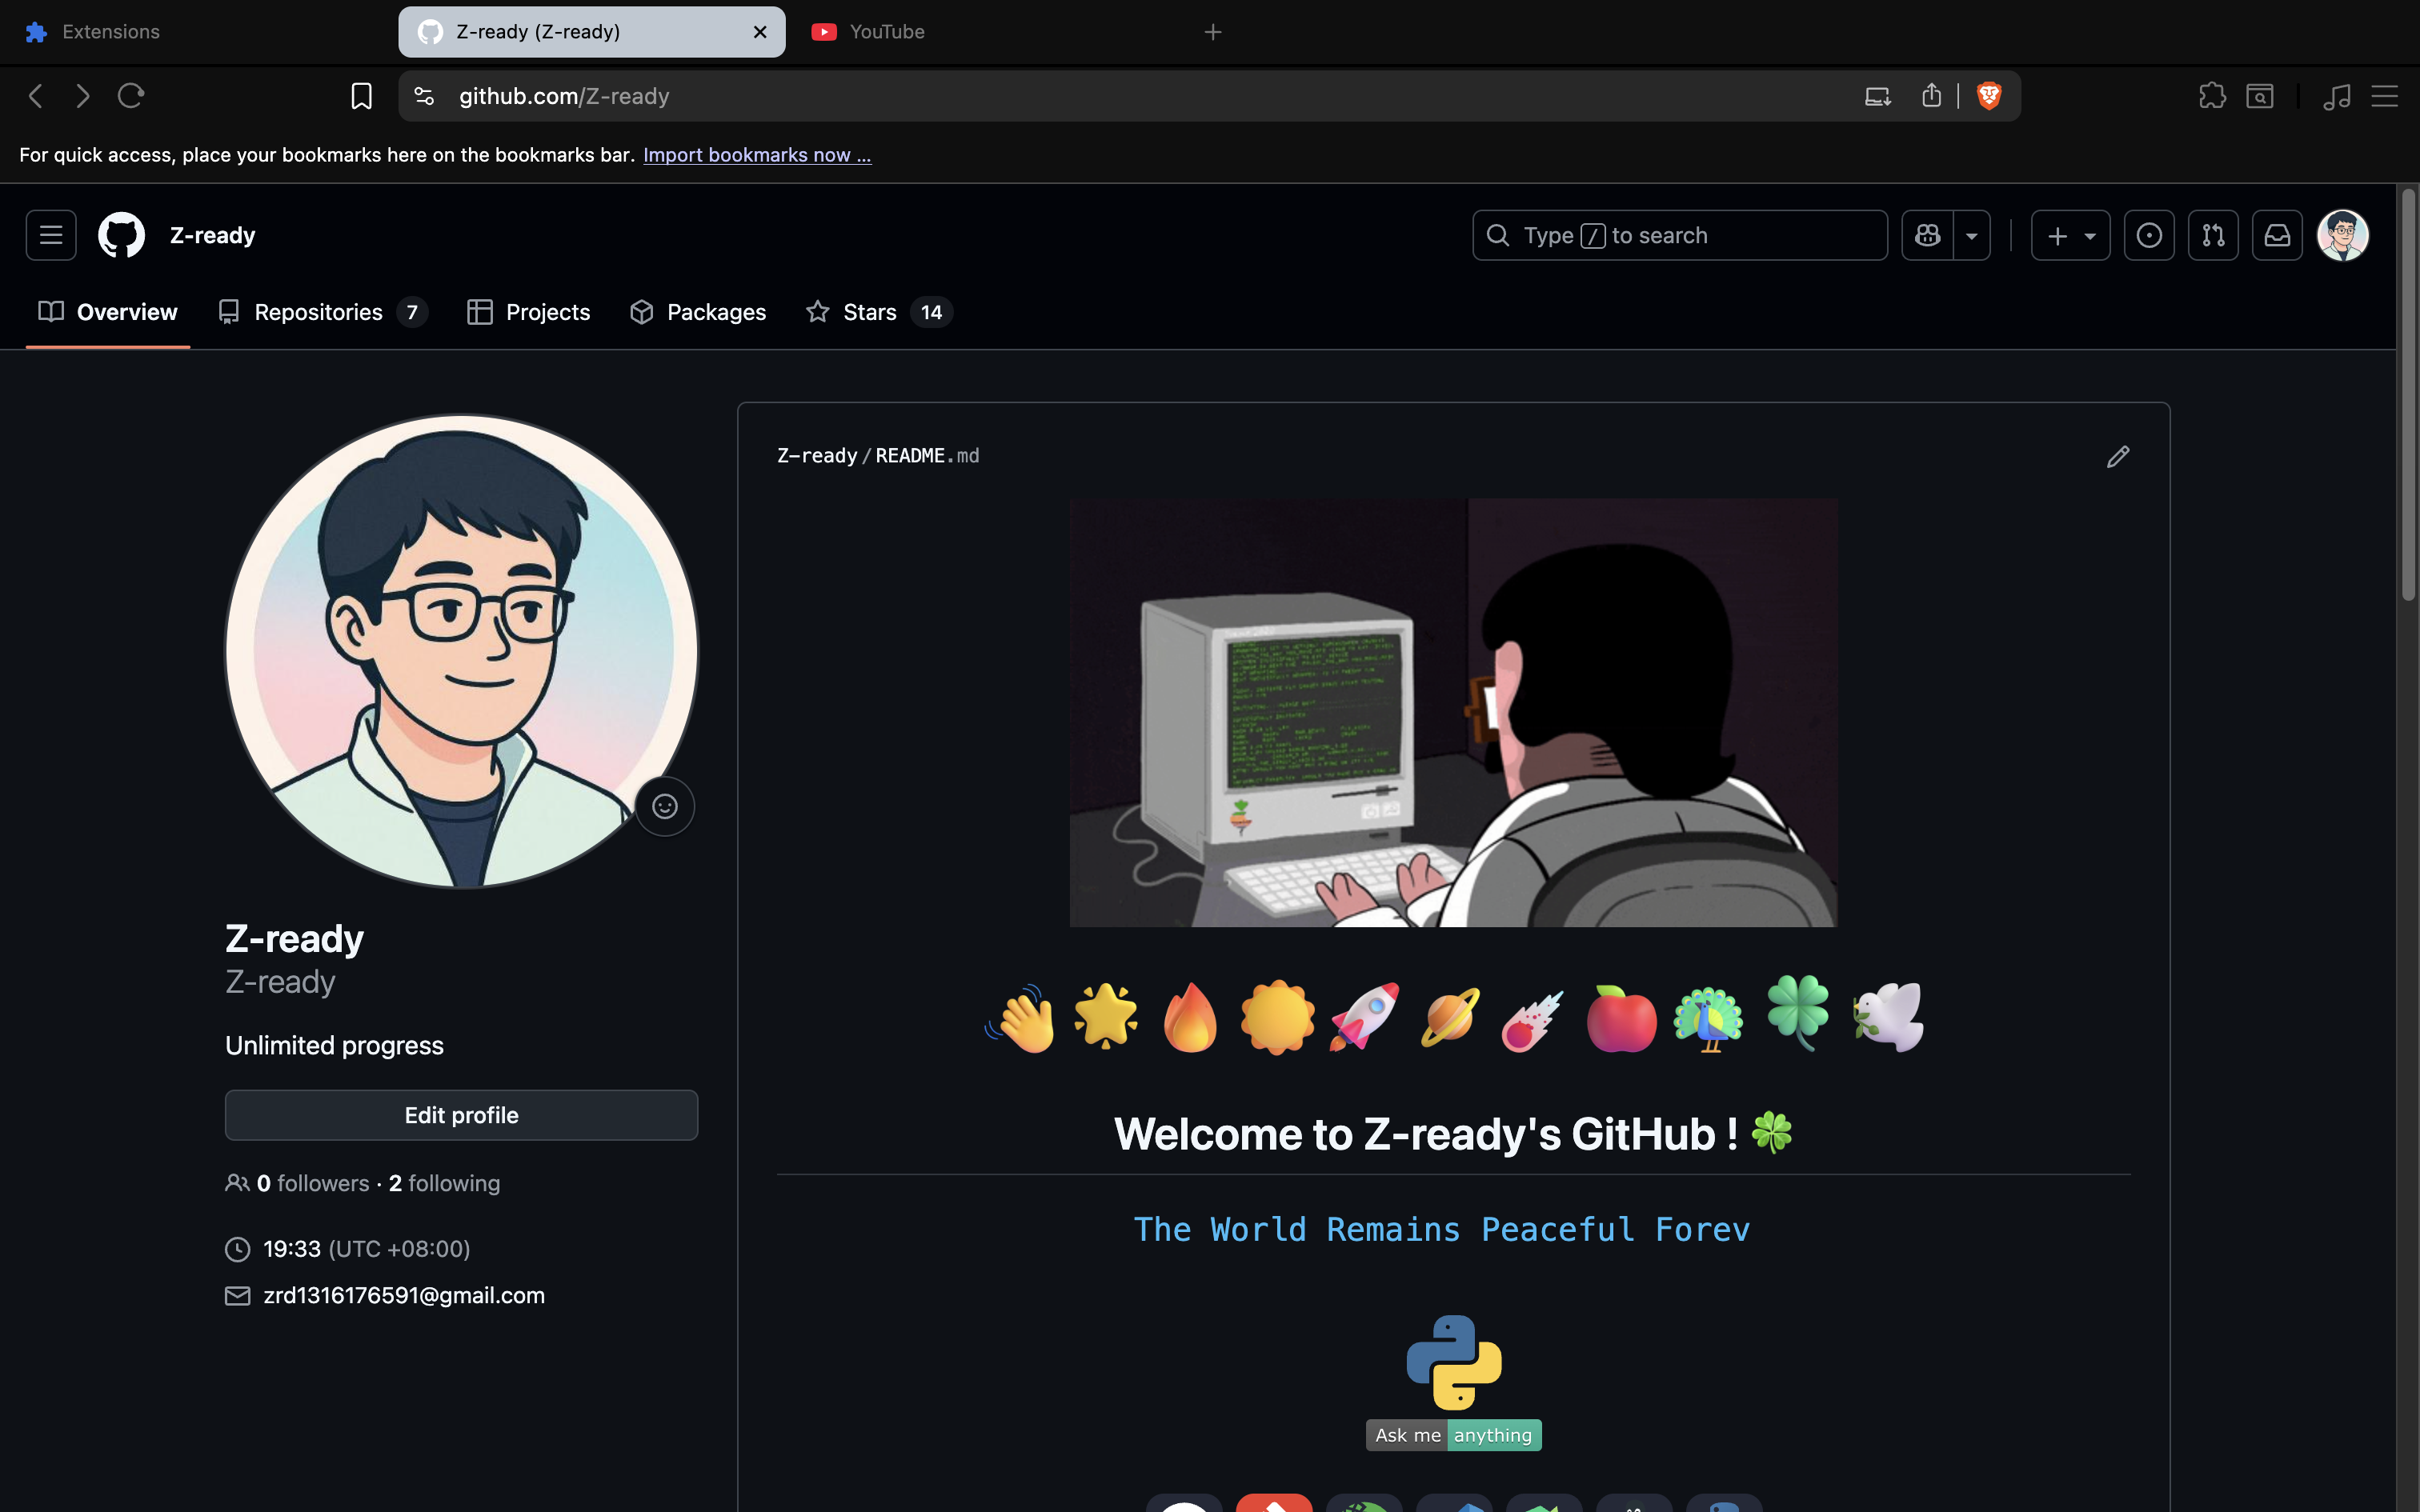 Extensions
Z-ready (Z-ready)
YouTube
github.com/Z-ready
For quick access, place your bookmarks here on the bookmarks bar. Import bookmarks now ...
Z-ready
Type / to search
Overview
Repositories 7
Projects
Packages
Stars 14
Z-ready/README.md
Z-ready
Z-ready
Unlimited progress
Edit profile
0 followers · 2 following
19:33 (UTC +08:00)
zrd1316176591@gmail.com
Welcome to Z-ready's GitHub !
The World Remains Peaceful Forev
Ask me anything